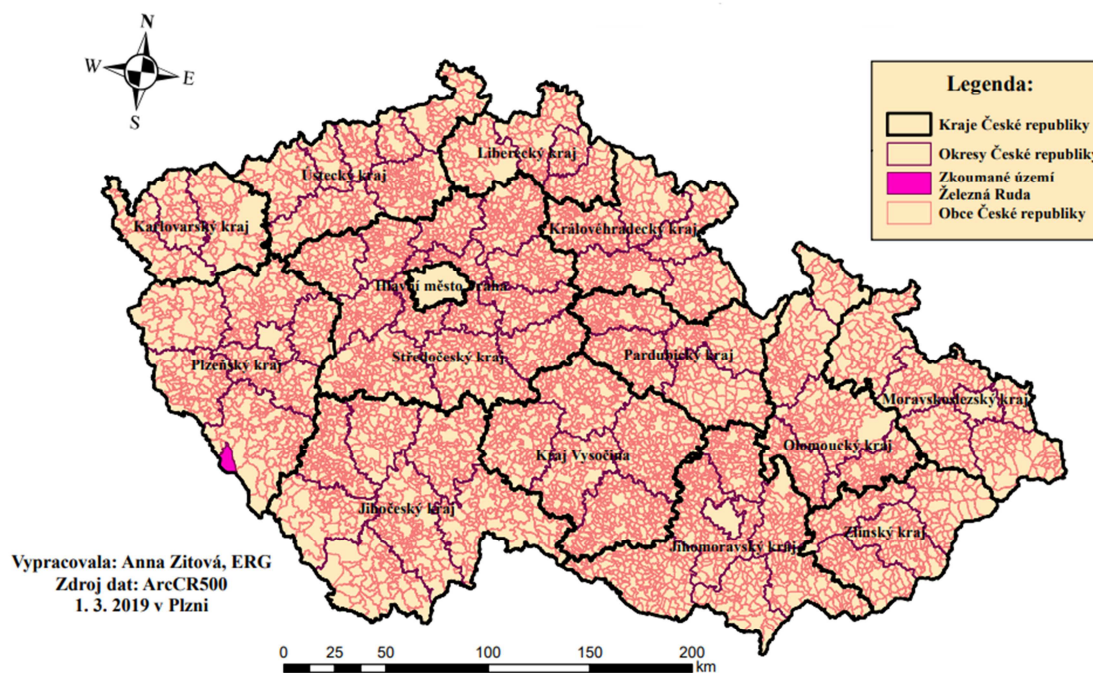 N
W
E
S
Legenda:
Kraje České republiky
Okresy České republiky
Zkoumané území
Železná Ruda
Obce České republiky
Liberecký kraj
Ústecký kraj
Karlovarský kraj
Královéhradecký kraj
Hlavní město Praha
Středočeský kraj
Pardubický kraj
Plzeňský kraj
Moravskoslezský kraj
Olomoucký kraj
Kraj Vysočina
Jihočeský kraj
Zlínský kraj
Jihomoravský kraj
Vypracovala: Anna Zitová, ERG
Zdroj dat: ArcCR500
1. 3. 2019 v Plzni
0 25 50 100 150 200
km